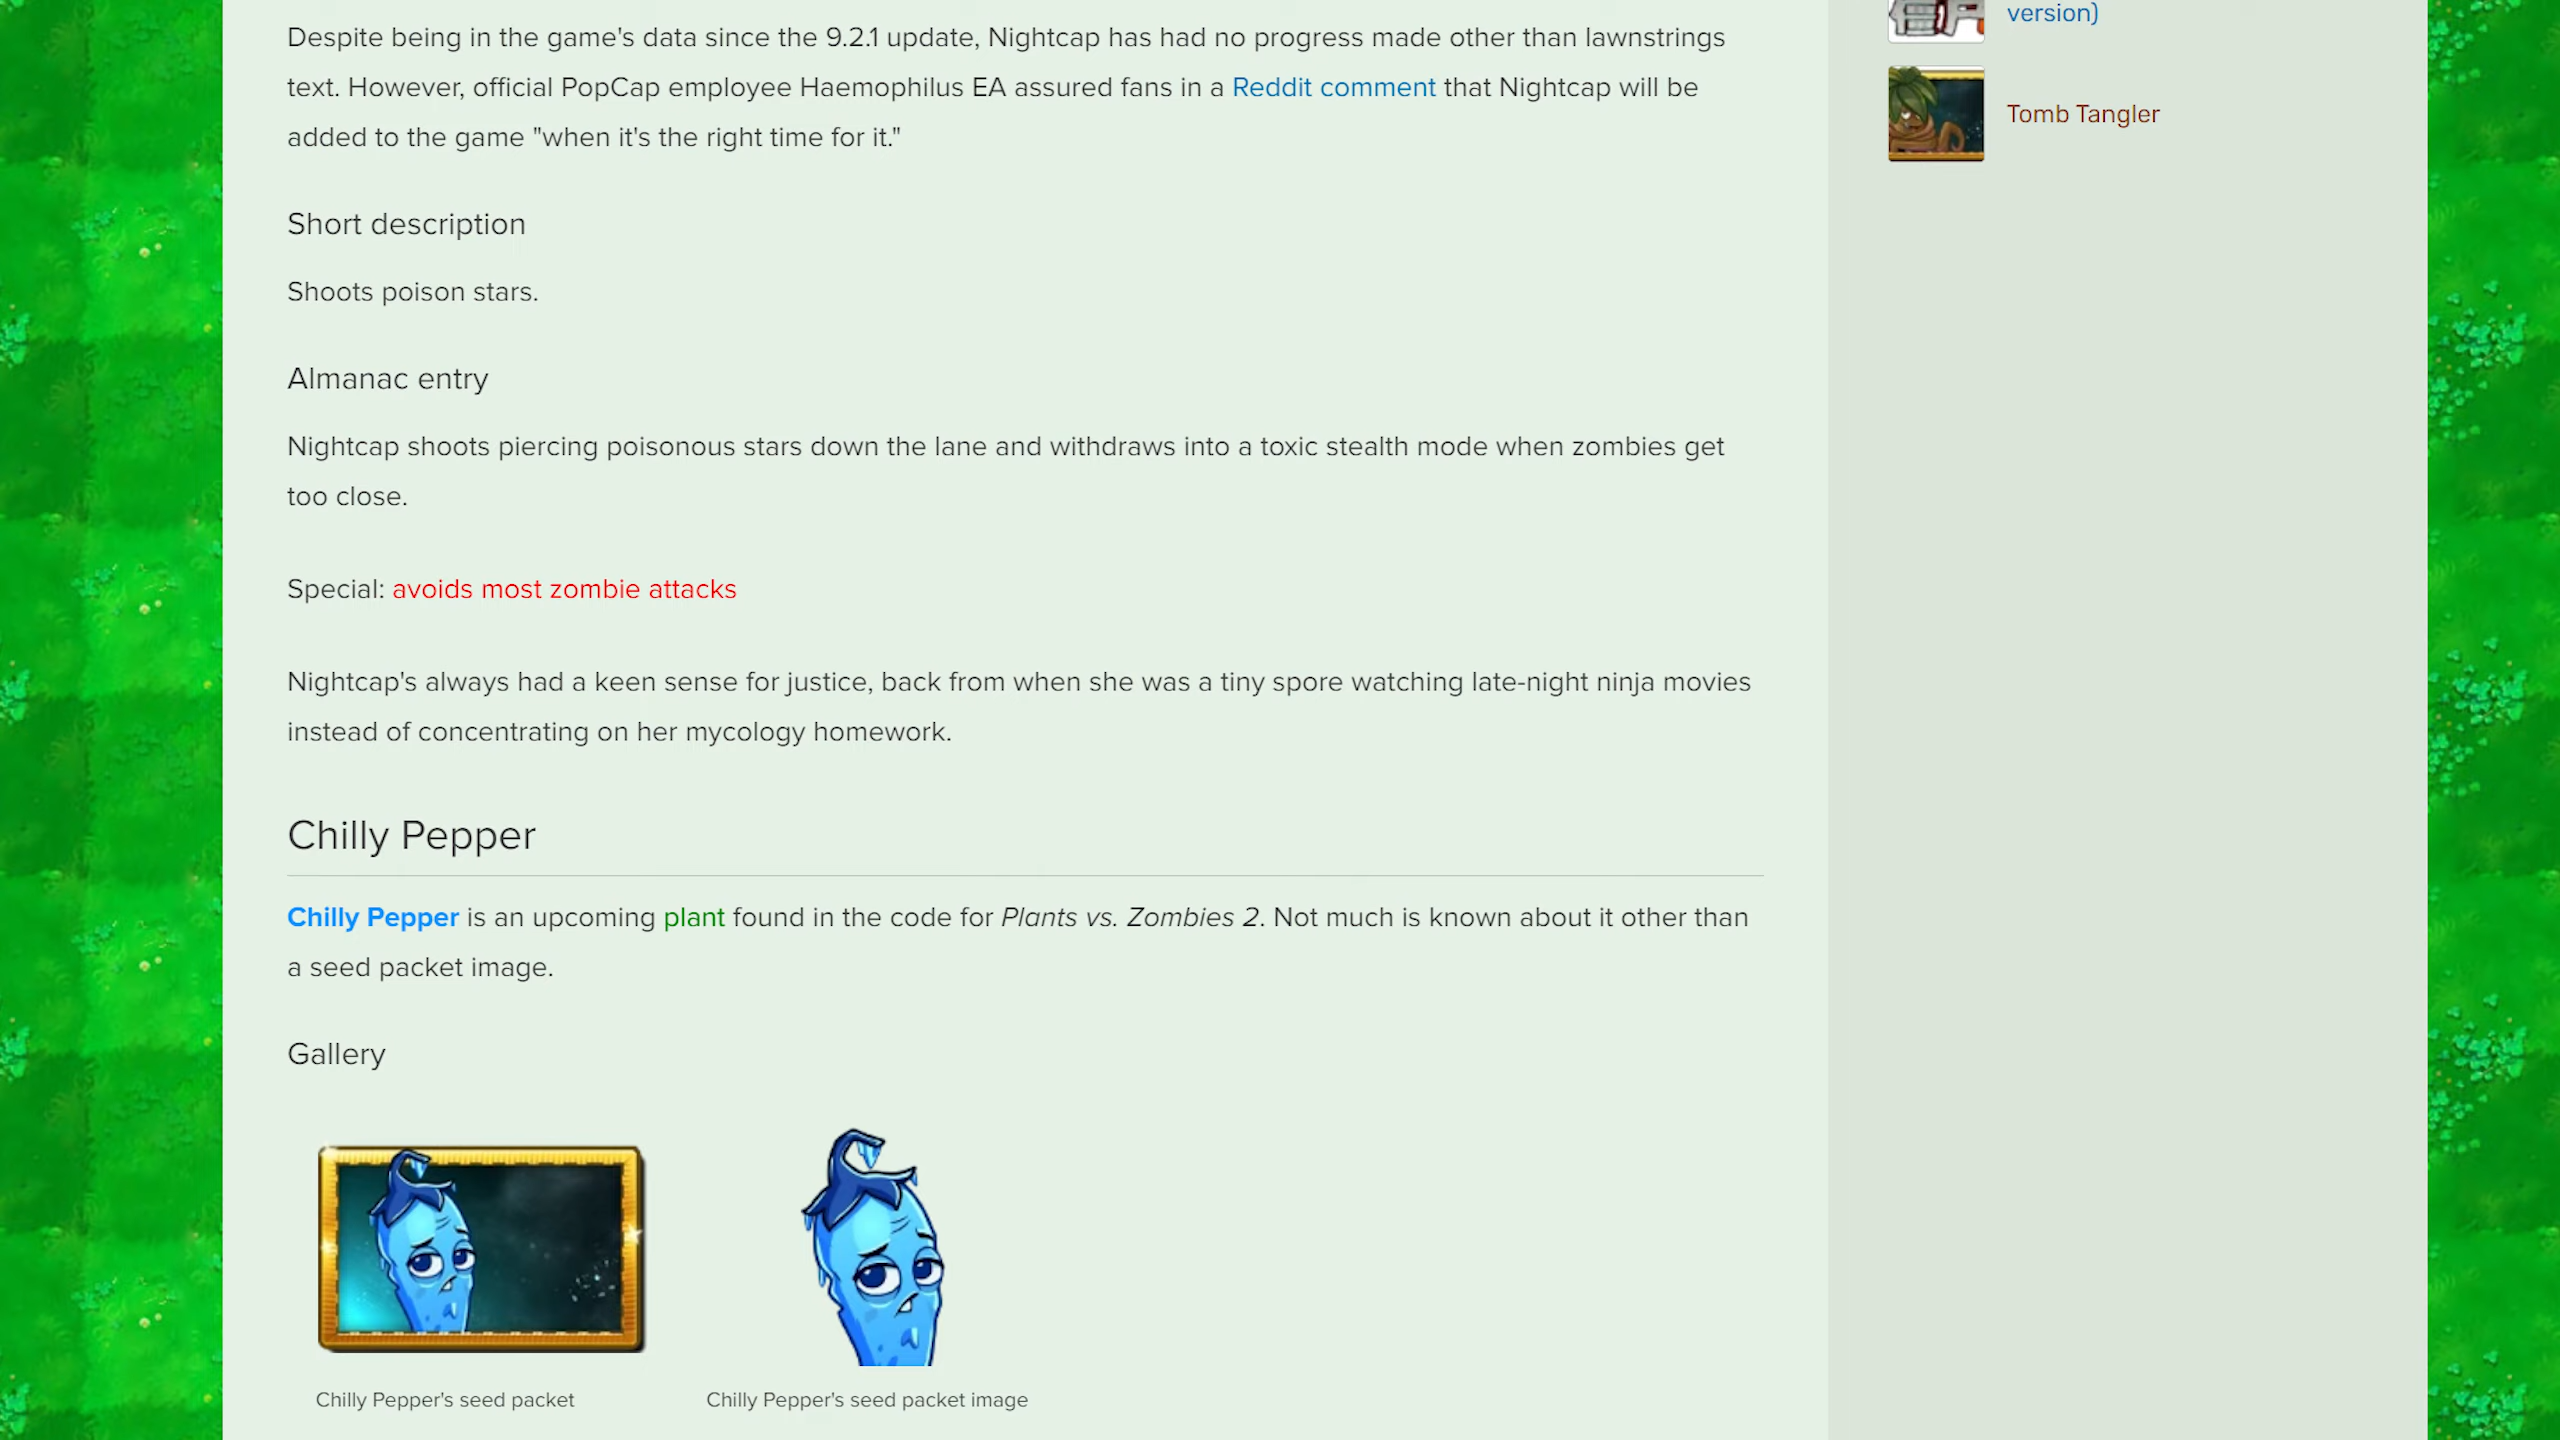 Despite being in the game's data since the 9.2.1 update, Nightcap has had no progress made other than lawnstrings
text. However, official PopCap employee Haemophilus EA assured fans in a Reddit comment that Nightcap will be
added to the game "when it's the right time for it."
Short description
Shoots poison stars.
Almanac entry
Nightcap shoots piercing poisonous stars down the lane and withdraws into a toxic stealth mode when zombies get
too close.
Special: avoids most zombie attacks
Nightcap's always had a keen sense for justice, back from when she was a tiny spore watching late-night ninja movies
instead of concentrating on her mycology homework.
Chilly Pepper
Chilly Pepper is an upcoming plant found in the code for Plants vs. Zombies 2. Not much is known about it other than
a seed packet image.
Gallery
Chilly Pepper's seed packet
Chilly Pepper's seed packet image
version)
Tomb Tangler